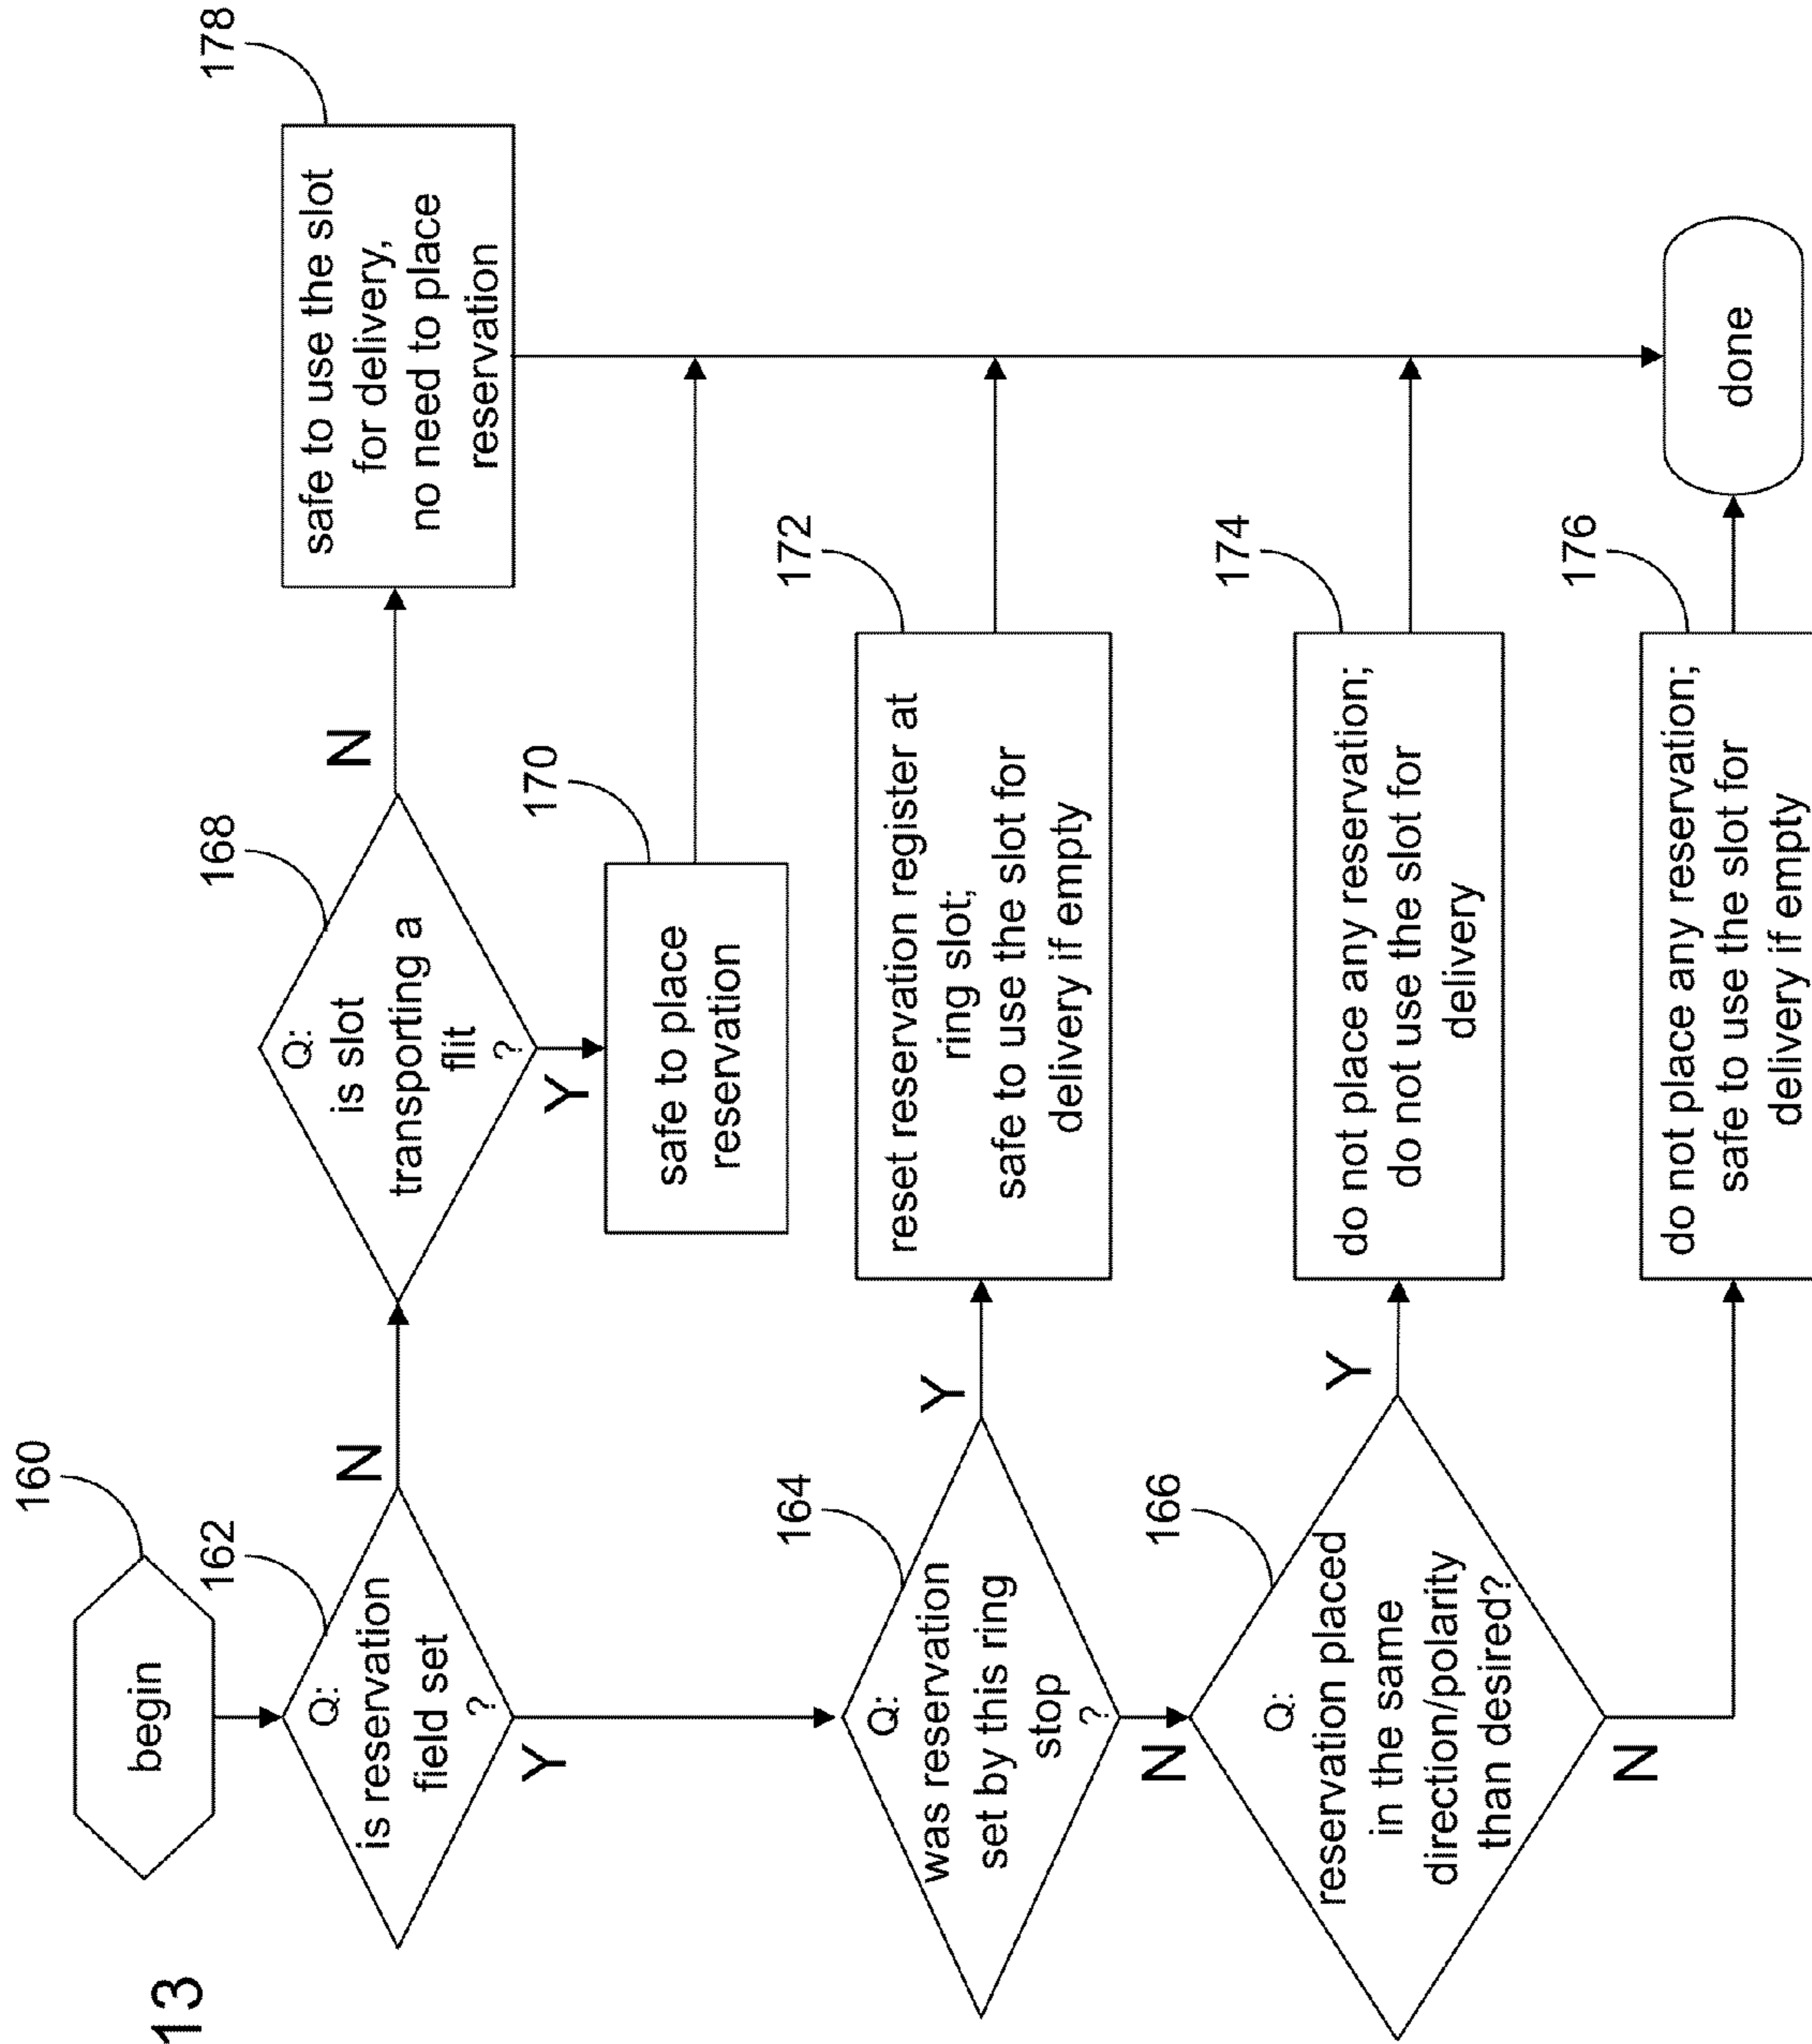 13
160
begin
162
Q:
is reservation
field set
?
N
Y
168
Q:
is slot
transporting a
flit
?
N
Y
178
safe to use the slot
for delivery,
no need to place
reservation
170
safe to place
reservation
164
Q:
was reservation
set by this ring
stop
?
Y
N
172
reset reservation register at
ring slot;
safe to use the slot for
delivery if empty
166
Q:
reservation placed
in the same
direction/polarity
than desired?
Y
N
174
do not place any reservation;
do not use the slot for
delivery
176
do not place any reservation;
safe to use the slot for
delivery if empty
done